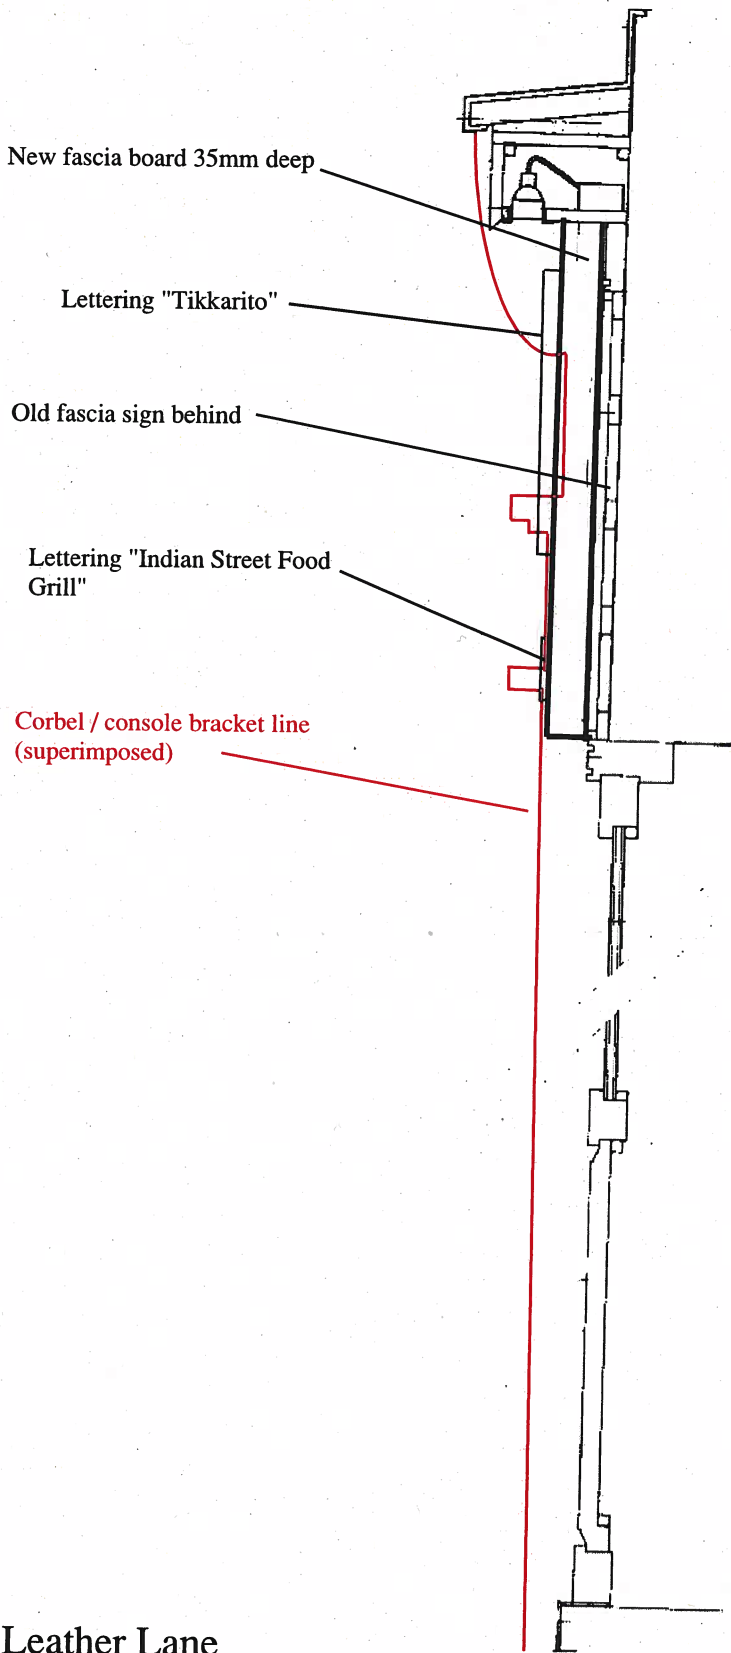 New fascia board 35mm deep
Lettering "Tikkarito"
Old fascia sign behind
Lettering "Indian Street Food
Grill"
Corbel / console bracket line
(superimposed)
Leather Lane